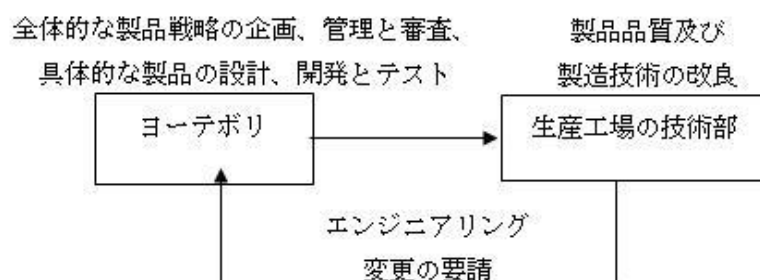 全体的な製品戦略の企画、管理と審査、
具体的な製品の設計、開発とテスト
製品品質及び
製造技術の改良
ヨーテボリ
生産工場の技術部
エンジニアリング
変更の要請